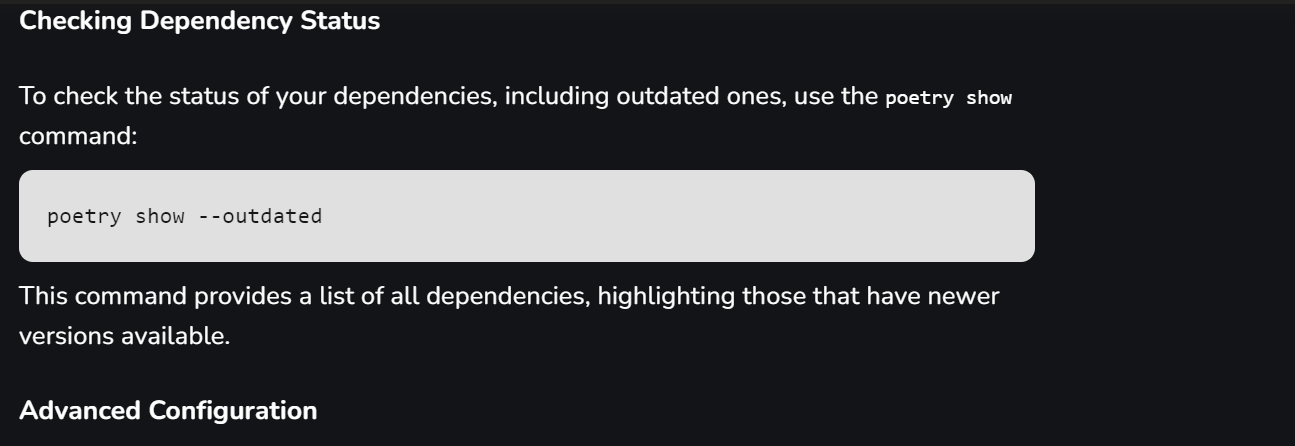 Checking Dependency Status
To check the status of your dependencies, including outdated ones, use the poetry show
command:
poetry show --outdated
This command provides a list of all dependencies, highlighting those that have newer
versions available.
Advanced Configuration